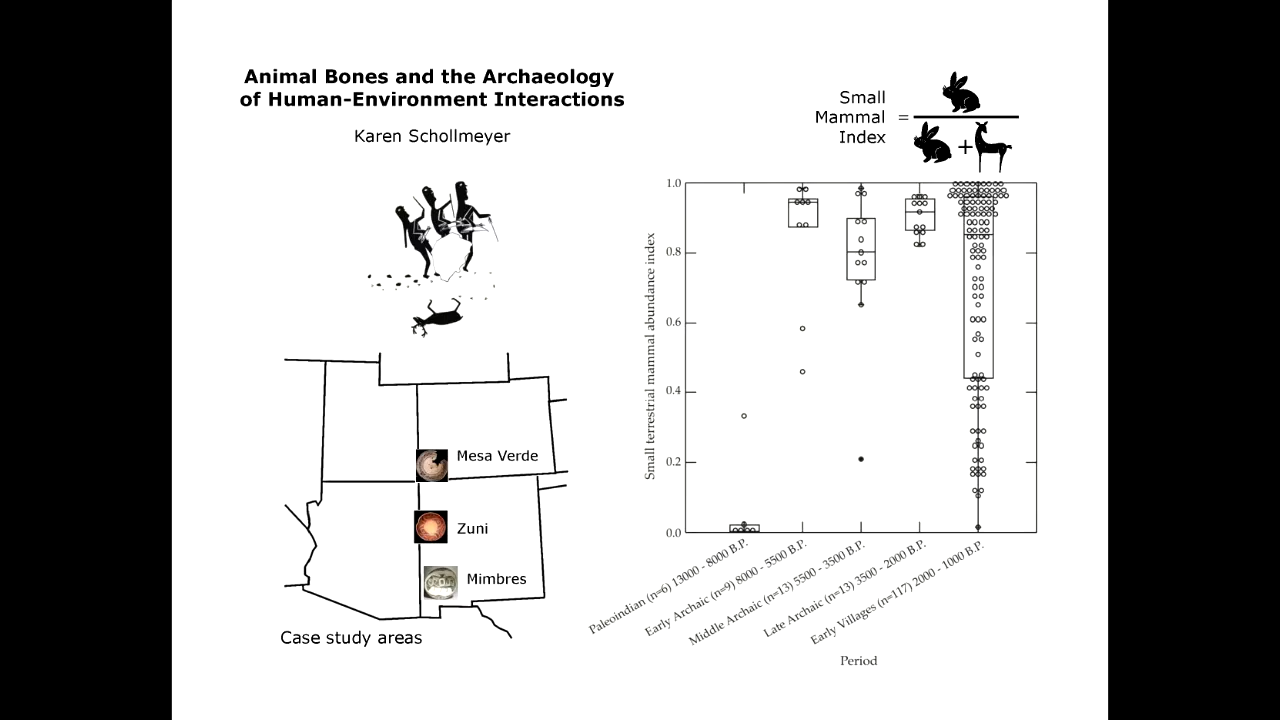 Animal Bones and the Archaeology
of Human-Environment Interactions
Karen Schollmeyer
Small
Mammal
Index
=
+
Mesa Verde
Zuni
Mimbres
Case study areas
Small terrestrial mammal abundance index
1.0
0.8
0.6
0.4
0.2
0.0
Paleoindian (n=6) 13000 - 8000 B.P.
Early Archaic (n=9) 8000 - 5500 B.P.
Middle Archaic (n=13) 5500 - 3500 B.P.
Late Archaic (n=13) 3500 - 2000 B.P.
Early Villages (n=117) 2000 - 1000 B.P.
Period